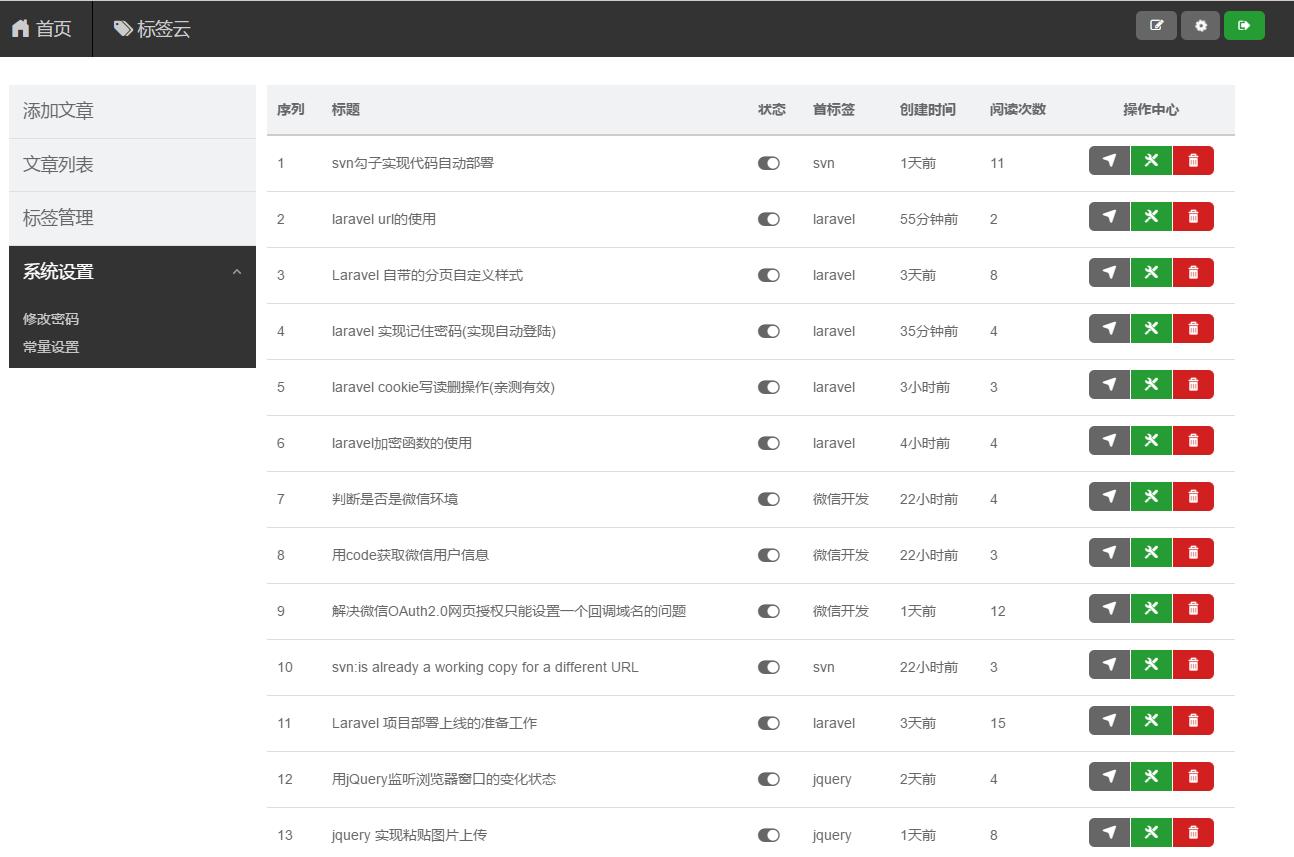 首页 标签云
添加文章
文章列表
标签管理
系统设置
修改密码
常量设置
序列 标题 状态 首标签 创建时间 阅读次数 操作中心
1 svn勾子实现代码自动部署 svn 1天前 11
2 laravel url的使用 laravel 55分钟前 2
3 Laravel 自带的分页自定义样式 laravel 3天前 8
4 laravel 实现记住密码(实现自动登陆) laravel 35分钟前 4
5 laravel cookie写读删操作(亲测有效) laravel 3小时前 3
6 laravel加密函数的使用 laravel 4小时前 4
7 判断是否是微信环境 微信开发 22小时前 4
8 用code获取微信用户信息 微信开发 22小时前 3
9 解决微信OAuth2.0网页授权只能设置一个回调域名的问题 微信开发 1天前 12
10 svn:is already a working copy for a different URL svn 22小时前 3
11 Laravel 项目部署上线的准备工作 laravel 3天前 15
12 用jQuery监听浏览器窗口的变化状态 jquery 2天前 4
13 jquery 实现粘贴图片上传 jquery 1天前 8